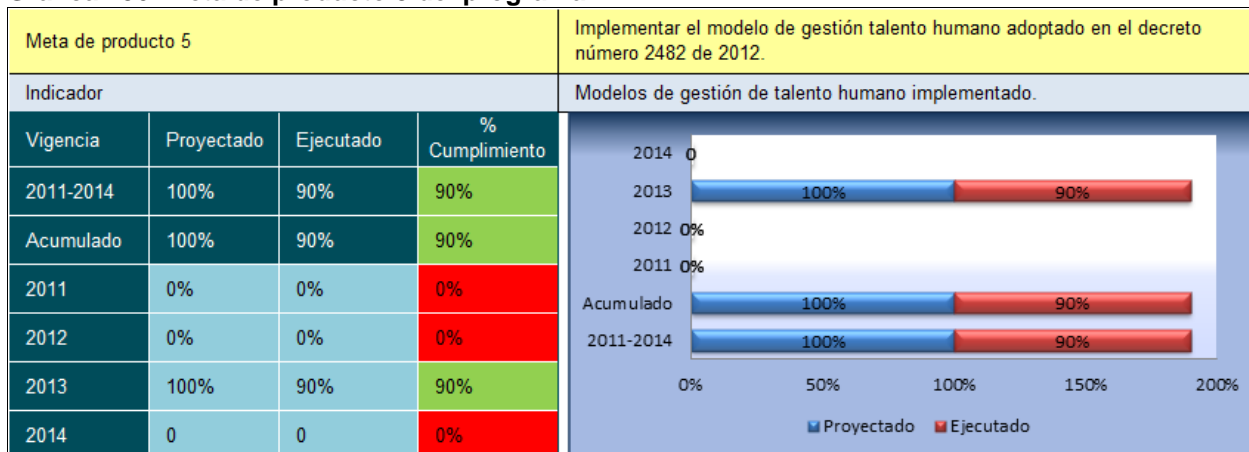 Meta de producto 5
Implementar el modelo de gestión talento humano adoptado en el decreto
número 2482 de 2012.
Indicador
Modelos de gestión de talento humano implementado.
Vigencia Proyectado Ejecutado % Cumplimiento
2011-2014 100% 90% 90%
Acumulado 100% 90% 90%
2011 0% 0% 0%
2012 0% 0% 0%
2013 100% 90% 90%
2014 0 0 0%
2014 0
2013 100% 90%
2012 0%
2011 0%
Acumulado 100% 90%
2011-2014 100% 90%
0% 50% 100% 150% 200%
Proyectado Ejecutado